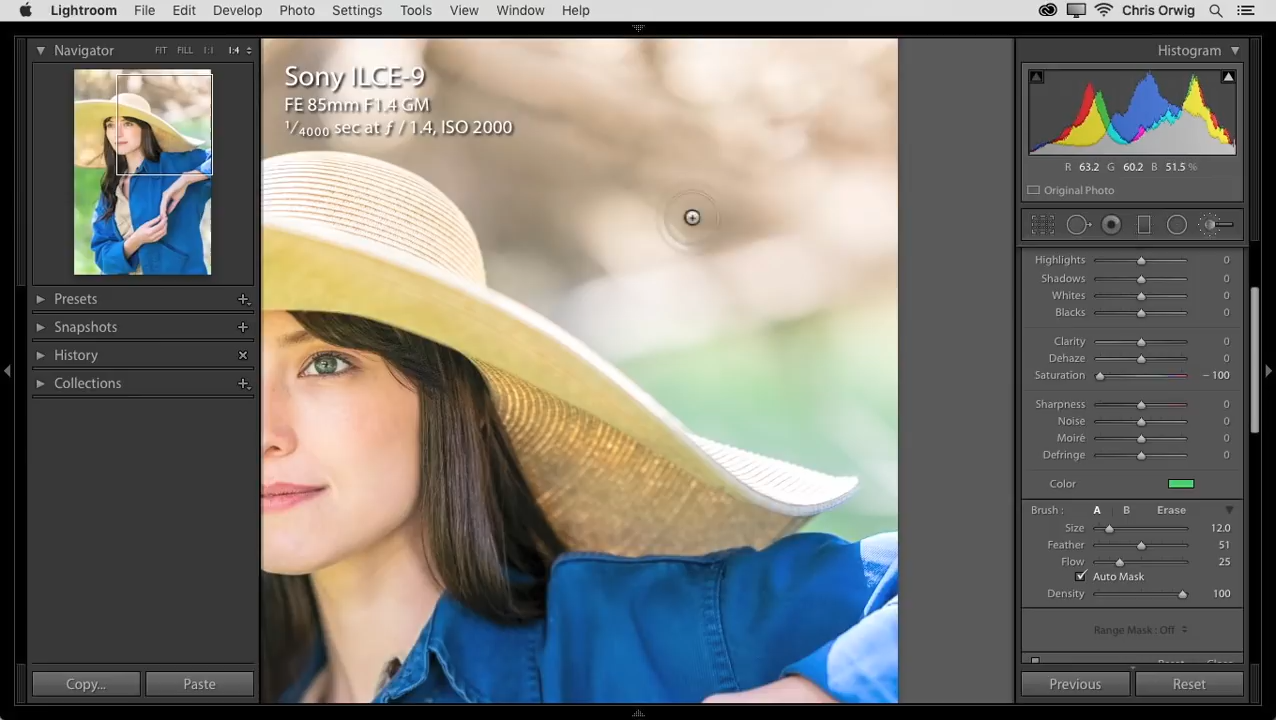 Lightroom File Edit Develop Photo Settings Tools View Window Help Chris Orwig
Navigator FIT FILL 1:1 1:4
Presets
Snapshots
History
Collections
Copy... Paste
Sony ILCE-9
FE 85mm F1.4 GM
1/4000 sec at ƒ / 1.4, ISO 2000
Histogram
R 63.2 G 60.2 B 51.5 %
Original Photo
Highlights 0
Shadows 0
Whites 0
Blacks 0
Clarity 0
Dehaze 0
Saturation – 100
Sharpness 0
Noise 0
Moiré 0
Defringe 0
Color
Brush : A B Erase
Size 12.0
Feather 51
Flow 25
Auto Mask
Density 100
Range Mask : Off
Previous Reset